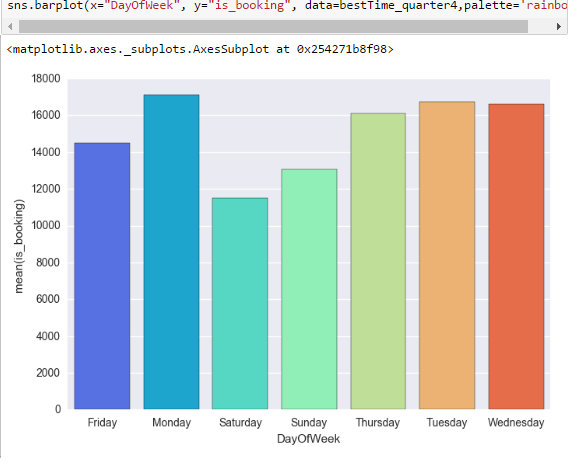 sns.barplot(x="DayOfWeek", y="is_booking", data=bestTime_quarter4,palette='rainbo
<matplotlib.axes._subplots.AxesSubplot at 0x254271b8f98>
18000
16000
14000
12000
10000
8000
6000
4000
2000
0
mean(is_booking)
Friday Monday Saturday Sunday Thursday Tuesday Wednesday
DayOfWeek